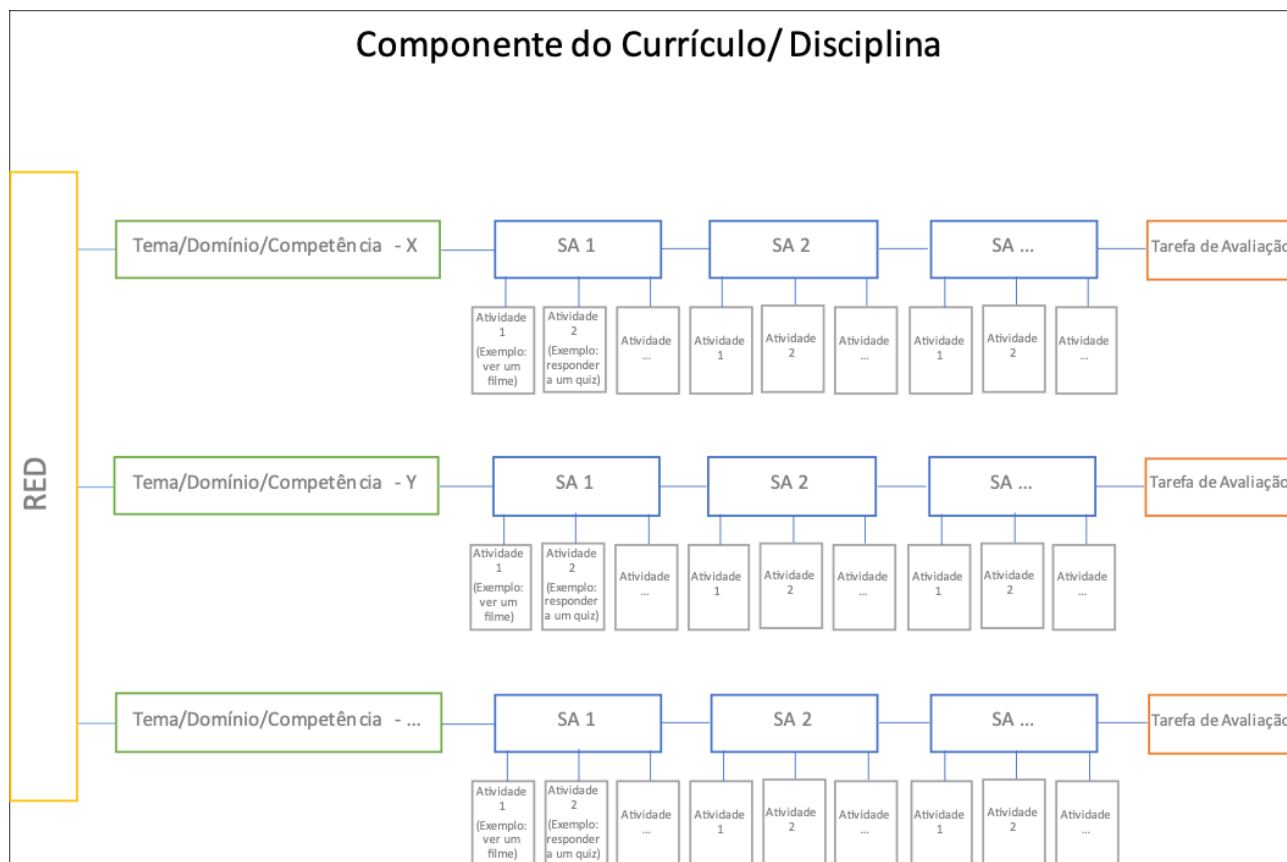 Componente do Currículo/ Disciplina
RED
Tema/Domínio/Competência - X
SA 1
SA 2
SA ...
Tarefa de Avaliação
Atividade
1
(Exemplo:
ver um
filme)
Atividade
2
(Exemplo:
responder
a um quiz)
Atividade
...
Atividade
1
Atividade
2
Atividade
...
Atividade
1
Atividade
2
Atividade
...
Tema/Domínio/Competência - Y
SA 1
SA 2
SA ...
Tarefa de Avaliação
Atividade
1
(Exemplo:
ver um
filme)
Atividade
2
(Exemplo:
responder
a um quiz)
Atividade
...
Atividade
1
Atividade
2
Atividade
...
Atividade
1
Atividade
2
Atividade
...
Tema/Domínio/Competência - ...
SA 1
SA 2
SA ...
Tarefa de Avaliação
Atividade
1
(Exemplo:
ver um
filme)
Atividade
2
(Exemplo:
responder
a um quiz)
Atividade
...
Atividade
1
Atividade
2
Atividade
...
Atividade
1
Atividade
2
Atividade
...